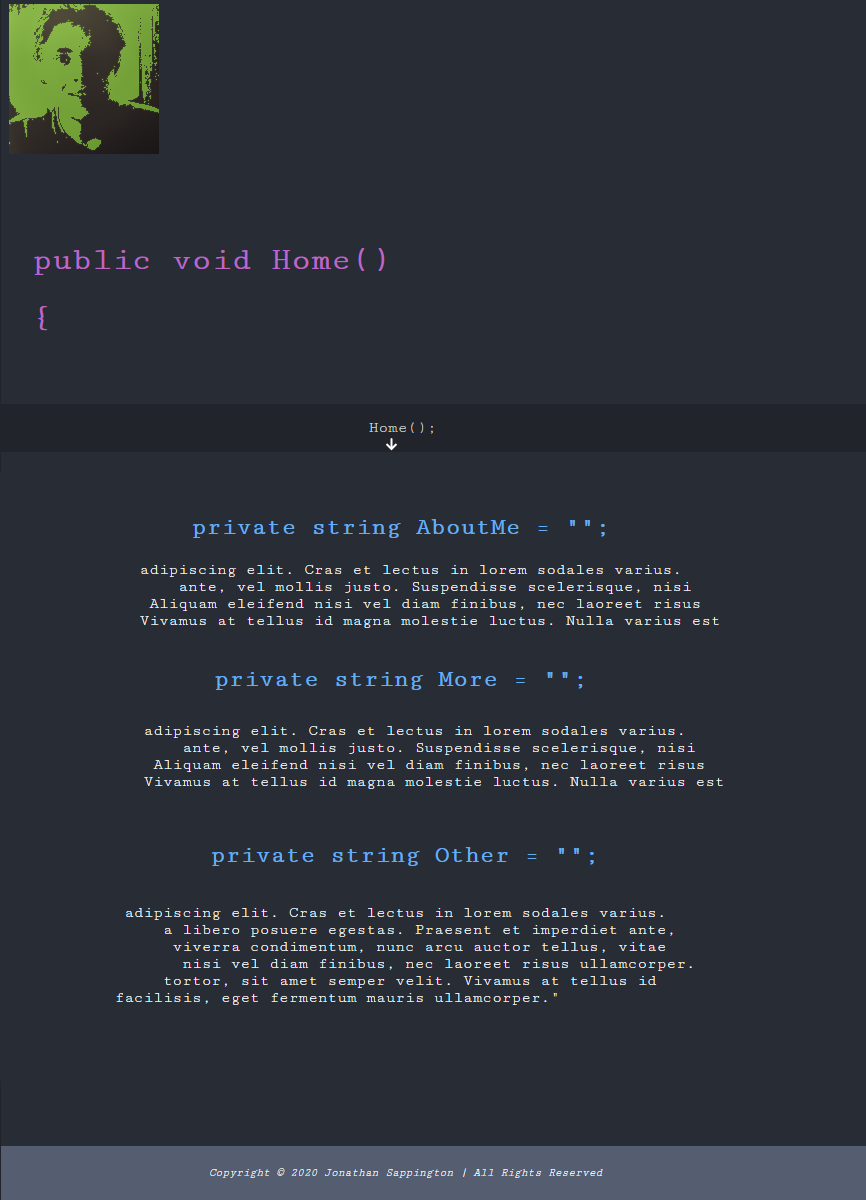 public void Home()
{
Home();
private string AboutMe = "";
adipiscing elit. Cras et lectus in lorem sodales varius.
ante, vel mollis justo. Suspendisse scelerisque, nisi
Aliquam eleifend nisi vel diam finibus, nec laoreet risus
Vivamus at tellus id magna molestie luctus. Nulla varius est
private string More = "";
adipiscing elit. Cras et lectus in lorem sodales varius.
ante, vel mollis justo. Suspendisse scelerisque, nisi
Aliquam eleifend nisi vel diam finibus, nec laoreet risus
Vivamus at tellus id magna molestie luctus. Nulla varius est
private string Other = "";
adipiscing elit. Cras et lectus in lorem sodales varius.
a libero posuere egestas. Praesent et imperdiet ante,
viverra condimentum, nunc arcu auctor tellus, vitae
nisi vel diam finibus, nec laoreet risus ullamcorper.
tortor, sit amet semper velit. Vivamus at tellus id
facilisis, eget fermentum mauris ullamcorper."
Copyright © 2020 Jonathan Sappington | All Rights Reserved